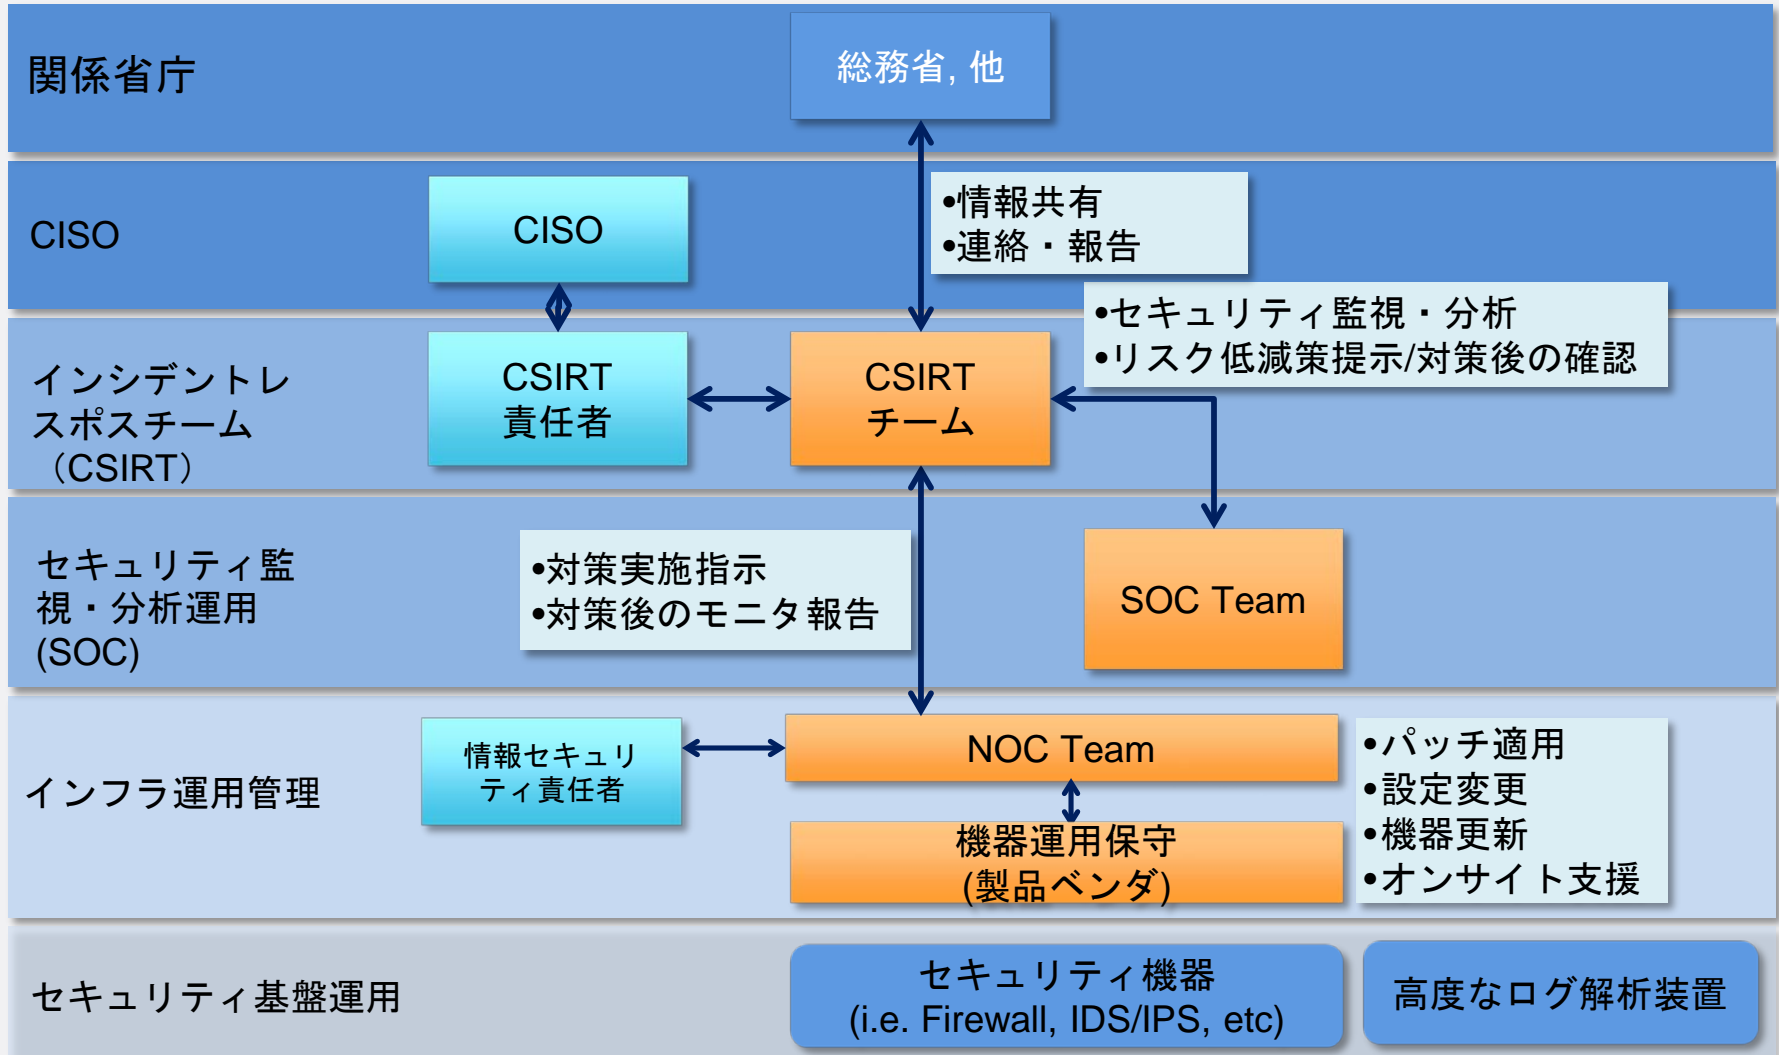 関係省庁
総務省, 他
CISO
CISO
•情報共有
•連絡・報告
•セキュリティ監視・分析
•リスク低減策提示/対策後の確認
インシデントレ
スポスチーム
（CSIRT）
CSIRT
責任者
CSIRT
チーム
セキュリティ監
視・分析運用
(SOC)
•対策実施指示
•対策後のモニタ報告
SOC Team
インフラ運用管理
情報セキュリ
ティ責任者
NOC Team
機器運用保守
(製品ベンダ)
•パッチ適用
•設定変更
•機器更新
•オンサイト支援
セキュリティ基盤運用
セキュリティ機器
(i.e. Firewall, IDS/IPS, etc)
高度なログ解析装置